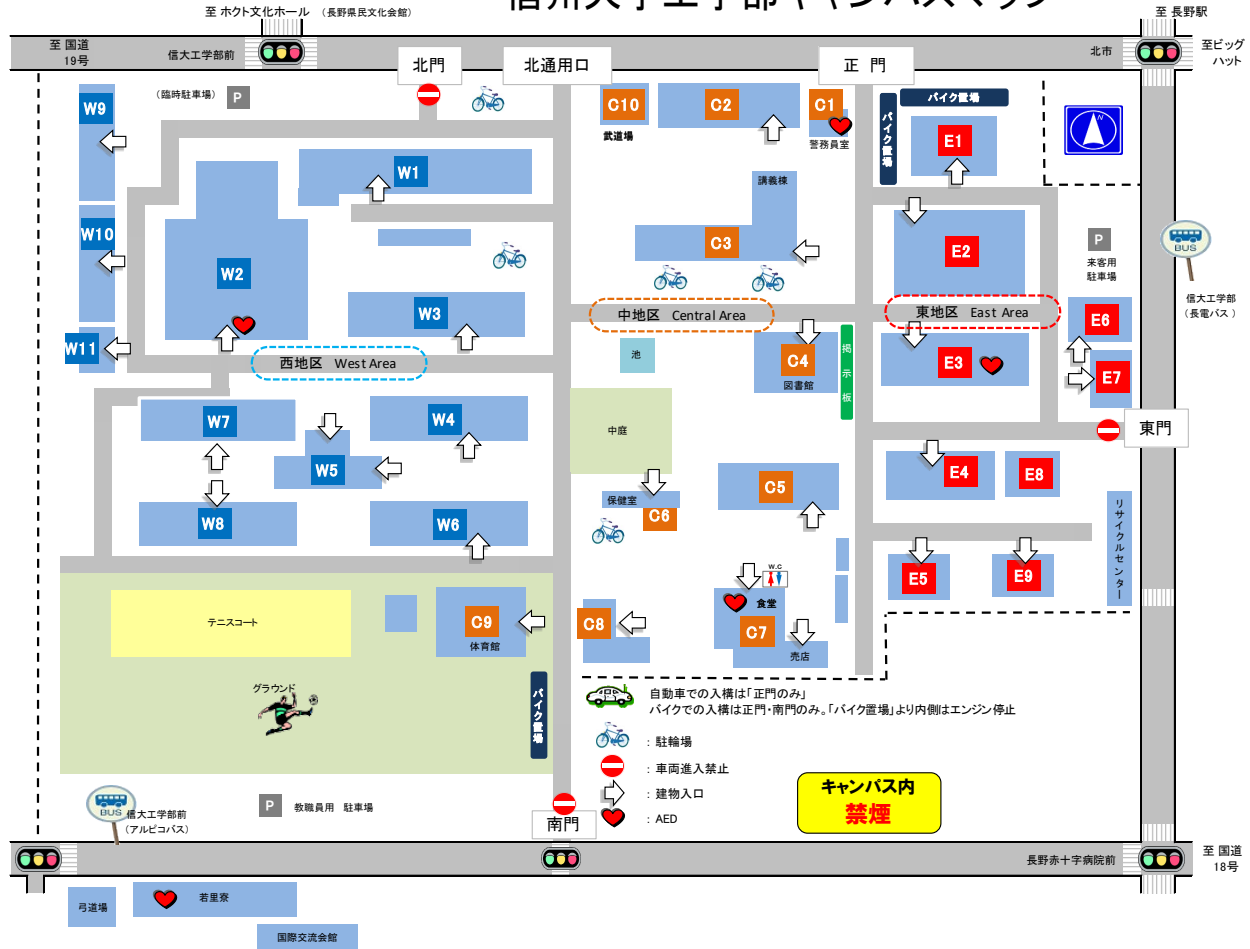 信州大学工学部キャンパスマップ
至 ホクト文化ホール （長野県民文化会館）
至 長野駅
至 国道
19号
信大工学部前
北市
至ビッグ
ハット
北門
北通用口
正 門
（臨時駐車場）
P
W9
C10
武道場
C2
C1
警務員室
バイク置場
バイク置場
E1
W1
講義棟
W10
W2
C3
E2
P
来客用
駐車場
BUS
信大工学部
（長電バス）
W3
中地区 Central Area
東地区 East Area
E6
W11
西地区 West Area
池
C4
図書館
掲示板
E3
E7
W7
W4
中庭
東門
W5
C5
E4
E8
保健室
C6
W8
W6
リサイクルセンター
W.C
E5
E9
テニスコート
C9
体育館
C8
食堂
C7
売店
グラウンド
バイク置場
自動車での入構は「正門のみ」
バイクでの入構は正門・南門のみ。「バイク置場」より内側はエンジン停止
：駐輪場
：車両進入禁止
：建物入口
：AED
キャンパス内
禁煙
BUS
信大工学部前
（アルピコバス）
P
教職員用 駐車場
南門
長野赤十字病院前
至 国道
18号
弓道場
若里寮
国際交流会館